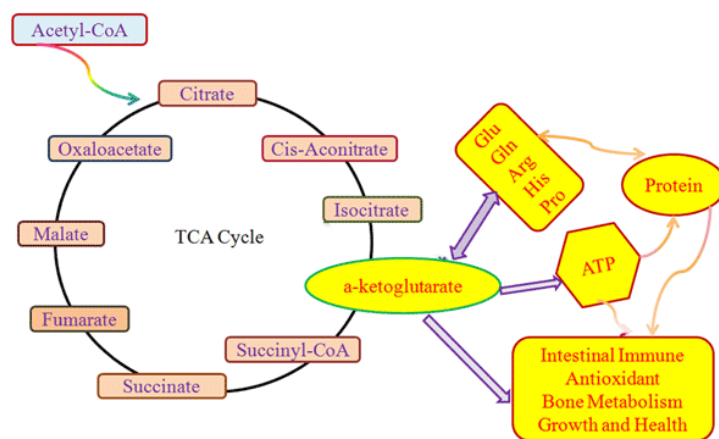 Acetyl-CoA
Citrate
Oxaloacetate
Cis-Aconitrate
Isocitrate
Malate
TCA Cycle
a-ketoglutarate
Fumarate
Succinyl-CoA
Succinate
Glu
Gln
Arg
His
Pro
Protein
ATP
Intestinal Immune
Antioxidant
Bone Metabolism
Growth and Health